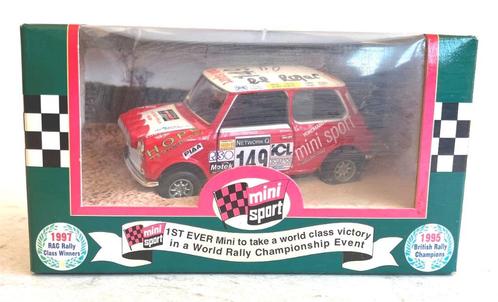 HOPE
PIAA
NETWORK Q
149
Motek
mini sport
mini
sport
mini
sport
1ST EVER Mini to take a world class victory
in a World Rally Championship Event
1997
RAC Rally
Class Winners
1995
British Rally
Champions